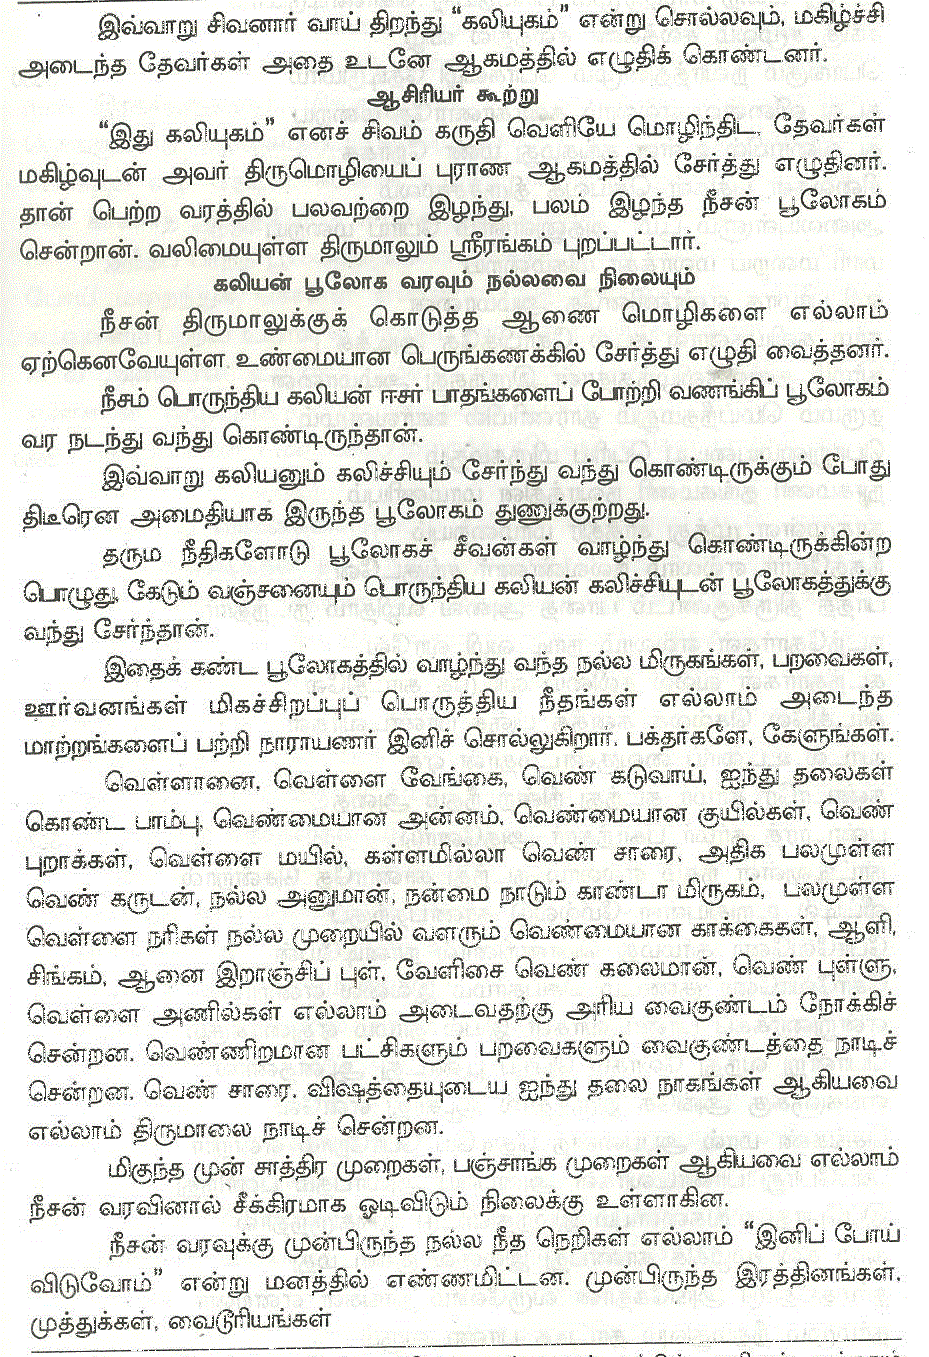 இவ்வாறு சிவனார் வாய் திறந்து “கலியுகம்” என்று சொல்லவும், மகிழ்ச்சி
அடைந்த தேவர்கள் அதை உடனே ஆகமத்தில் எழுதிக் கொண்டனர்.
ஆசிரியர் கூற்று
“இது கலியுகம்” எனச் சிவம் கருதி வெளியே மொழிந்திட, தேவர்கள்
மகிழ்வுடன் அவர் திருமொழியைப் புராண ஆகமத்தில் சேர்த்து எழுதினர்.
தான் பெற்ற வரத்தில் பலவற்றை இழந்து, பலம் இழந்த நீசன் பூலோகம்
சென்றான். வலிமையுள்ள திருமாலும் ஸ்ரீரங்கம் புறப்பட்டார்.
கலியன் பூலோக வரவும் நல்லவை நிலையும்
நீசன் திருமாலுக்குக் கொடுத்த ஆணை மொழிகளை எல்லாம்
ஏற்கெனவேயுள்ள உண்மையான பெருங்கணக்கில் சேர்த்து எழுதி வைத்தனர்.
நீசம் பொருந்திய கலியன் ஈசர் பாதங்களைப் போற்றி வணங்கிப் பூலோகம்
வர நடந்து வந்து கொண்டிருந்தான்.
இவ்வாறு கலியனும் கலிச்சியும் சேர்ந்து வந்து கொண்டிருக்கும் போது
திடீரென அமைதியாக இருந்த பூலோகம் துணுக்குற்றது.
தரும நீதிகளோடு பூலோகச் சீவன்கள் வாழ்ந்து கொண்டிருக்கின்ற
பொழுது, கேடும் வஞ்சனையும் பொருந்திய கலியன் கலிச்சியுடன் பூலோகத்துக்கு
வந்து சேர்ந்தான்.
இதைக் கண்ட பூலோகத்தில் வாழ்ந்து வந்த நல்ல மிருகங்கள், பறவைகள்,
ஊர்வனங்கள் மிகச்சிறப்புப் பொருத்திய நீதங்கள் எல்லாம் அடைந்த
மாற்றங்களைப் பற்றி நாராயணர் இனிச் சொல்லுகிறார். பக்தர்களே, கேளுங்கள்.
வெள்ளானை, வெள்ளை வேங்கை, வெண் கடுவாய், ஐந்து தலைகள்
கொண்ட பாம்பு, வெண்மையான அன்னம், வெண்மையான குயில்கள், வெண்
புறாக்கள், வெள்ளை மயில், கள்ளமில்லா வெண் சாரை, அதிக பலமுள்ள
வெண் கருடன், நல்ல அனுமான், நன்மை நாடும் காண்டா மிருகம், பலமுள்ள
வெள்ளை நரிகள் நல்ல முறையில் வளரும் வெண்மையான காக்கைகள், ஆளி,
சிங்கம், ஆனை இறாஞ்சிப் புள், வேளிசை வெண் கலைமான், வெண் புள்ளு,
வெள்ளை அணில்கள் எல்லாம் அடைவதற்கு அரிய வைகுண்டம் நோக்கிச்
சென்றன. வெண்ணிறமான பட்சிகளும் பறவைகளும் வைகுண்டத்தை நாடிச்
சென்றன. வெண் சாரை, விஷத்தையுடைய ஐந்து தலை நாகங்கள் ஆகியவை
எல்லாம் திருமாலை நாடிச் சென்றன.
மிகுந்த முன் சாத்திர முறைகள், பஞ்சாங்க முறைகள் ஆகியவை எல்லாம்
நீசன் வரவினால் சீக்கிரமாக ஓடிவிடும் நிலைக்கு உள்ளாகின.
நீசன் வரவுக்கு முன்பிருந்த நல்ல நீத நெறிகள் எல்லாம் “இனிப் போய்
விடுவோம்” என்று மனத்தில் எண்ணமிட்டன. முன்பிருந்த இரத்தினங்கள்,
முத்துக்கள், வைடூரியங்கள்